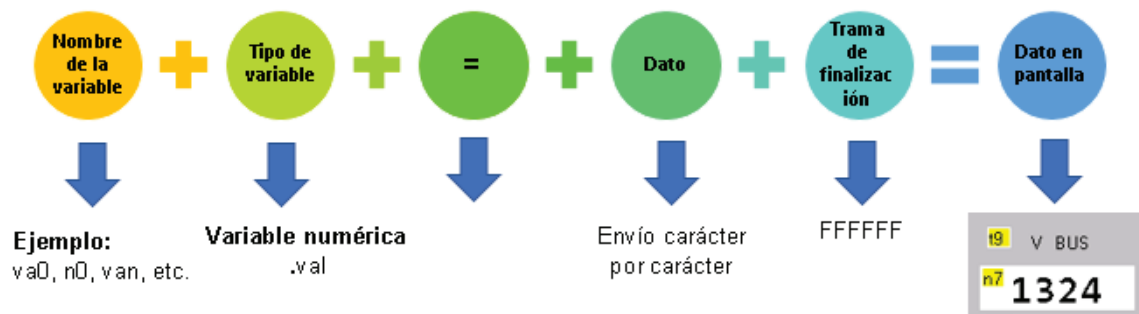 Nombre
de la
variable
Tipo de
variable
=
Dato
Trama
de
finalizac
ión
Dato en
pantalla
Ejemplo:
va0, n0, van, etc.
Variable numérica
.val
Envío carácter
por carácter
FFFFFF
t9 V BUS
n7 1324